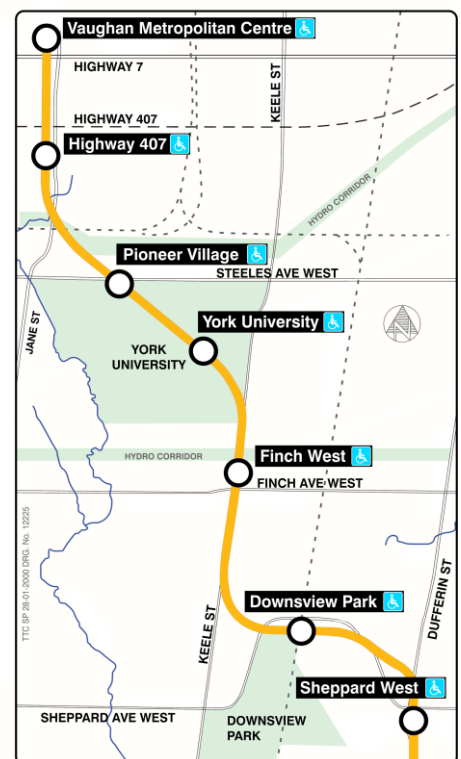 Vaughan Metropolitan Centre
HIGHWAY 7
KEELE ST
HIGHWAY 407
Highway 407
HYDRO CORRIDOR
Pioneer Village
STEELES AVE WEST
JANE ST
York University
YORK
UNIVERSITY
N
Finch West
HYDRO CORRIDOR
FINCH AVE WEST
TTC SP 28-01-2000 DRG. No. 12225
DUFFERIN ST
Downsview Park
KEELE ST
Sheppard West
SHEPPARD AVE WEST
DOWNSVIEW
PARK